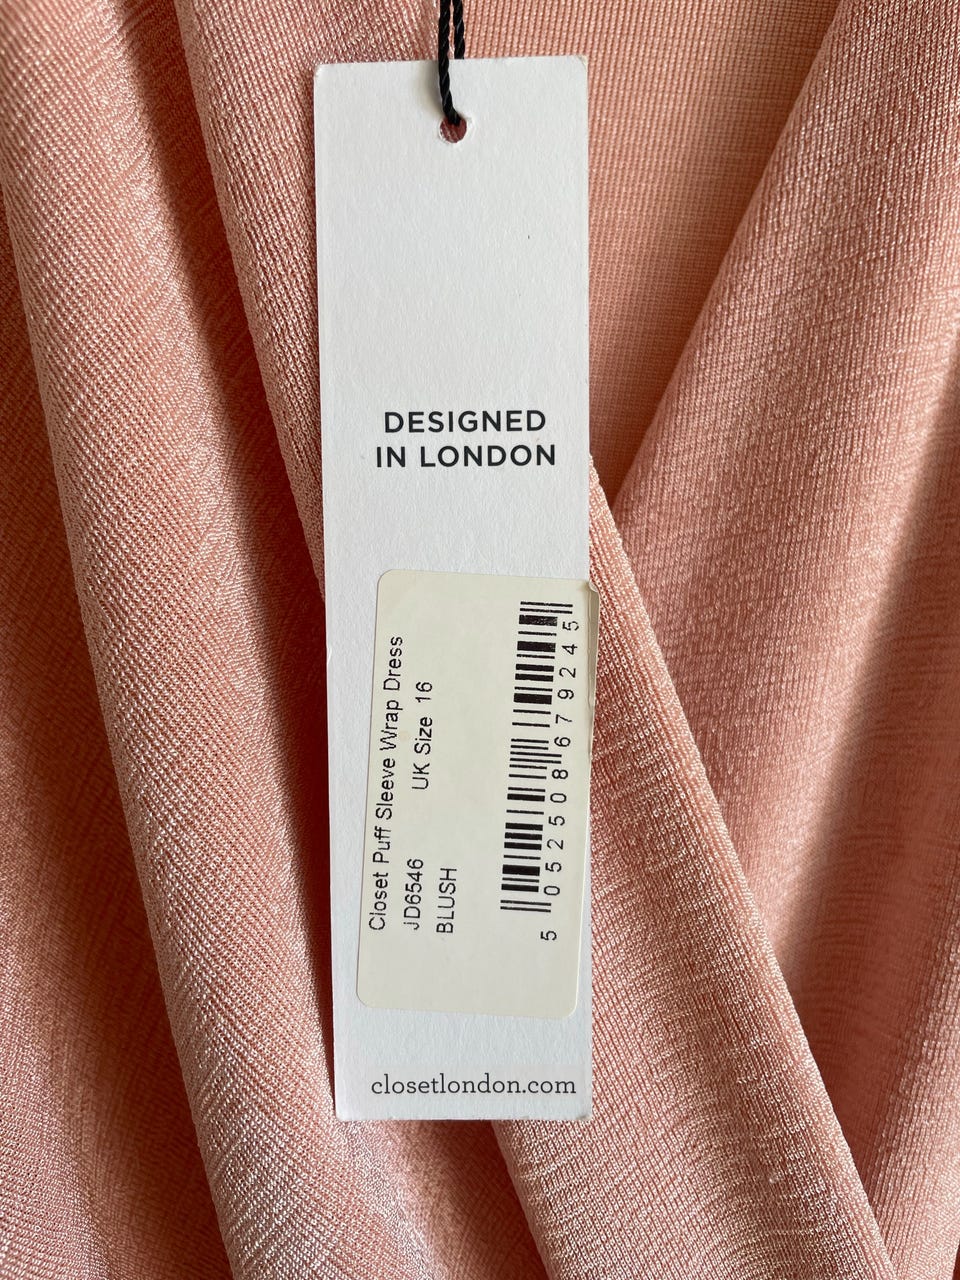 DESIGNED
IN LONDON
Closet Puff Sleeve Wrap Dress
JD6546 UK Size 16
BLUSH
5 052508 679245
closetlondon.com